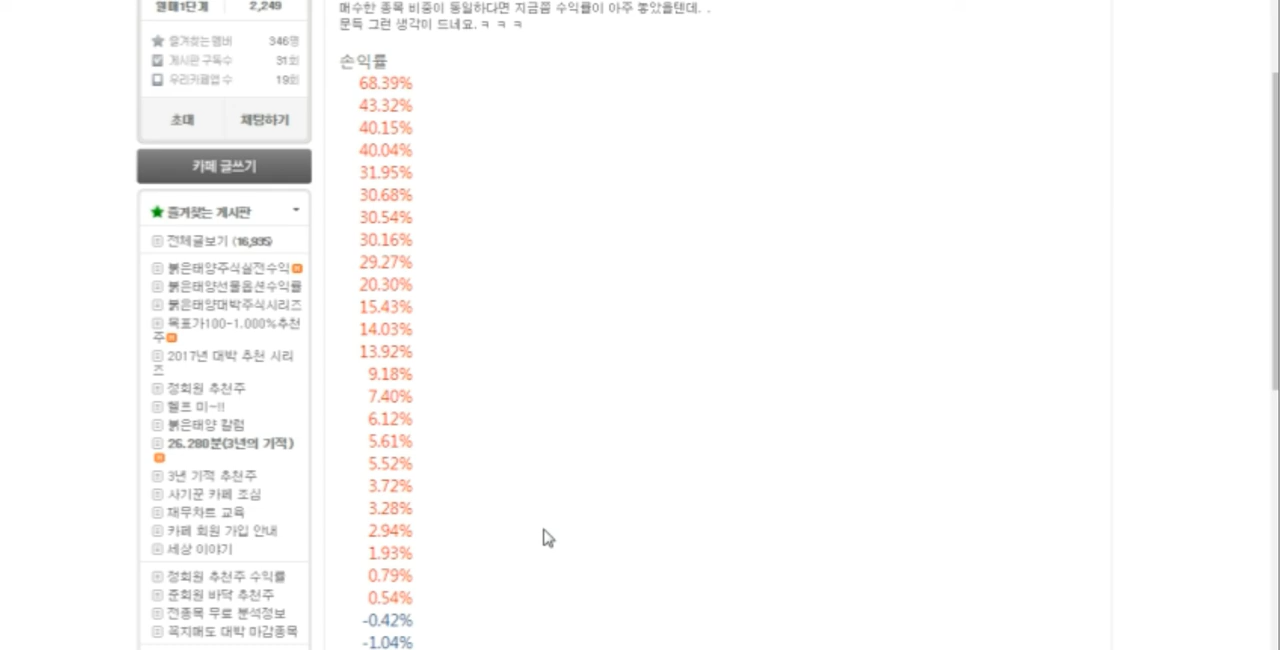 멤버1단계 2,249
즐겨찾는 멤버 346명
게시판 구독수 31회
우리카페앱 수 19회
초대 채팅하기
카페 글쓰기
즐겨찾는 게시판
전체글보기 (16,935)
붉은태양주식실전수익
붉은태양선물옵션수익률
붉은태양대박주식시리즈
목표가100-1,000%추천
주
2017년 대박 추천 시리
즈
정회원 추천주
헬프 미~!!
붉은태양 칼럼
26,280분(3년의 기적)
3년 기적 추천주
사기꾼 카페 조심
재무차트 교육
카페 회원 가입 안내
세상 이야기
정회원 추천주 수익률
준회원 바닥 추천주
전종목 무료 분석정보
꼭지매도 대박 마감종목
매수한 종목 비중이 동일하다면 지금쯤 수익률이 아주 놓았을텐데. .
문득 그런 생각이 드네요.ㅋㅋㅋ
손익률
68.39%
43.32%
40.15%
40.04%
31.95%
30.68%
30.54%
30.16%
29.27%
20.30%
15.43%
14.03%
13.92%
9.18%
7.40%
6.12%
5.61%
5.52%
3.72%
3.28%
2.94%
1.93%
0.79%
0.54%
-0.42%
-1.04%